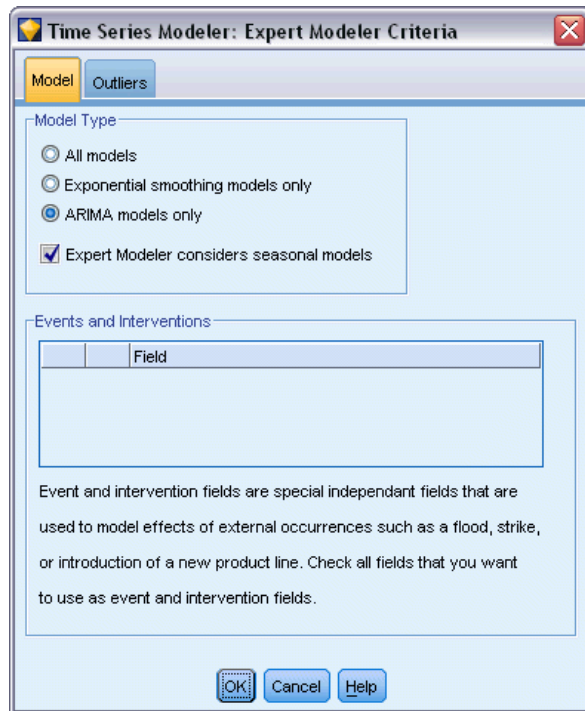 Time Series Modeler: Expert Modeler Criteria
Model
Outliers
Model Type
All models
Exponential smoothing models only
ARIMA models only
Expert Modeler considers seasonal models
Events and Interventions
Field
Event and intervention fields are special independant fields that are
used to model effects of external occurrences such as a flood, strike,
or introduction of a new product line. Check all fields that you want
to use as event and intervention fields.
OK
Cancel
Help